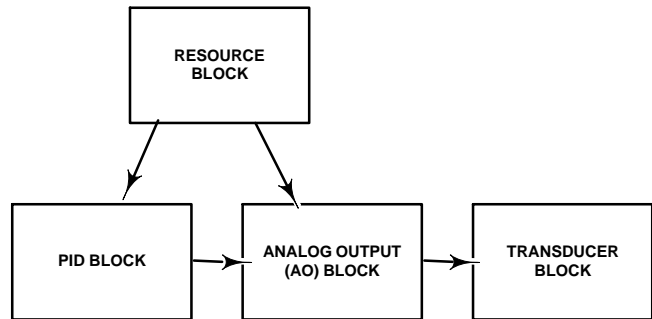 RESOURCE
BLOCK
PID BLOCK
ANALOG OUTPUT
(AO) BLOCK
TRANSDUCER
BLOCK